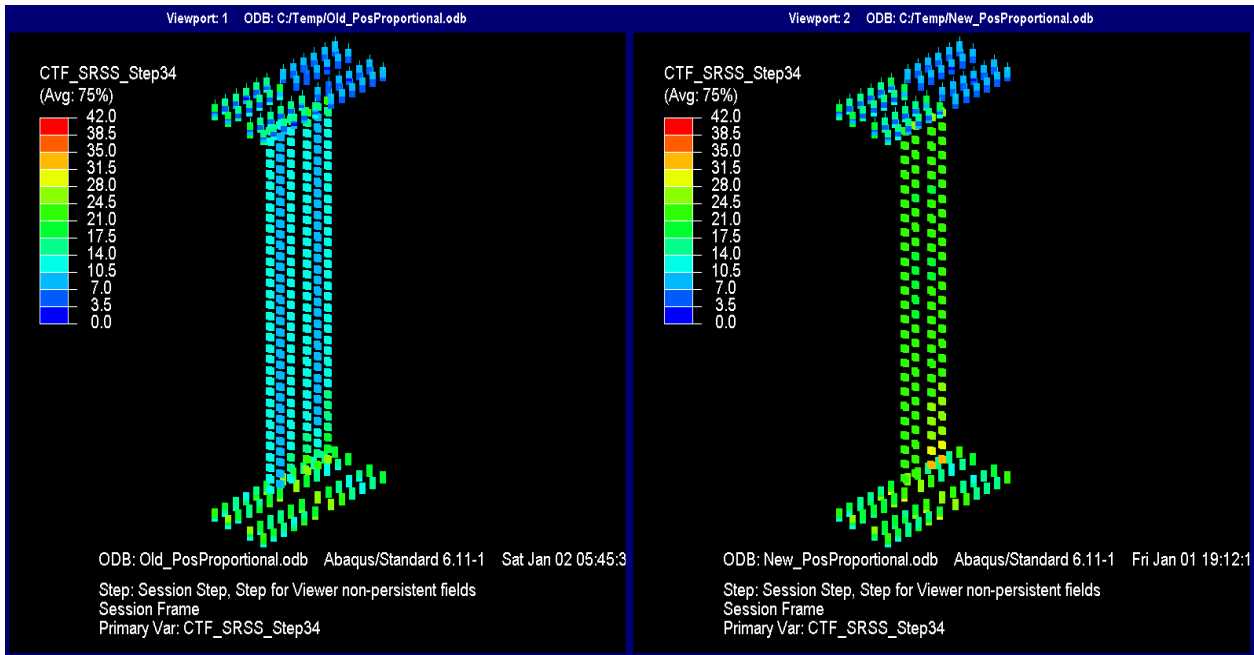 Viewport: 1 ODB: C:/Temp/Old_PosProportional.odb
CTF_SRSS_Step34
(Avg: 75%)
42.0
38.5
35.0
31.5
28.0
24.5
21.0
17.5
14.0
10.5
7.0
3.5
0.0
ODB: Old_PosProportional.odb Abaqus/Standard 6.11-1 Sat Jan 02 05:45:3
Step: Session Step, Step for Viewer non-persistent fields
Session Frame
Primary Var: CTF_SRSS_Step34
Viewport: 2 ODB: C:/Temp/New_PosProportional.odb
CTF_SRSS_Step34
(Avg: 75%)
42.0
38.5
35.0
31.5
28.0
24.5
21.0
17.5
14.0
10.5
7.0
3.5
0.0
ODB: New_PosProportional.odb Abaqus/Standard 6.11-1 Fri Jan 01 19:12:1
Step: Session Step, Step for Viewer non-persistent fields
Session Frame
Primary Var: CTF_SRSS_Step34